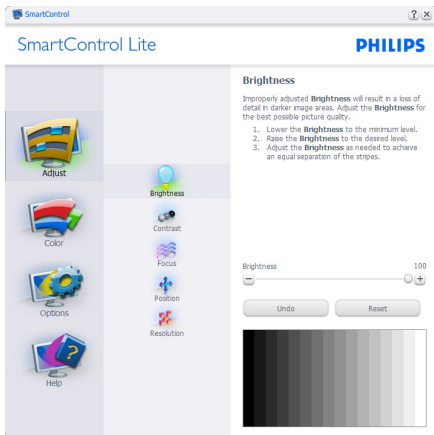 SmartControl
SmartControl Lite
PHILIPS
Adjust
Color
Options
Help
Brightness
Contrast
Focus
Position
Resolution
Brightness
Improperly adjusted Brightness will result in a loss of
detail in darker image areas. Adjust the Brightness for
the best possible picture quality.
1. Lower the Brightness to the minimum level.
2. Raise the Brightness to the desired level.
3. Adjust the Brightness as needed to achieve
an equal separation of the stripes.
Brightness 100
Undo Reset